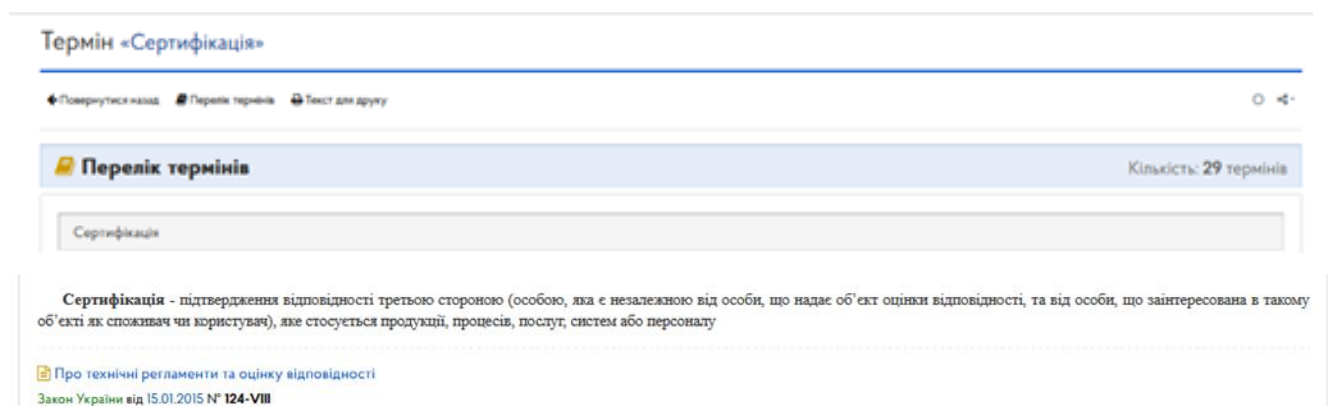 Термін «Сертифікація»
Повернутися назад Перелік термінів Текст для друку
Перелік термінів Кількість: 29 термінів
Сертифікація
Сертифікація - підтвердження відповідності третьою стороною (особою, яка є незалежною від особи, що надає об’єкт оцінки відповідності, та від особи, що заінтересована в такому
об’єкті як споживач чи користувач), яке стосується продукції, процесів, послуг, систем або персоналу
Про технічні регламенти та оцінку відповідності
Закон України від 15.01.2015 № 124-VIII